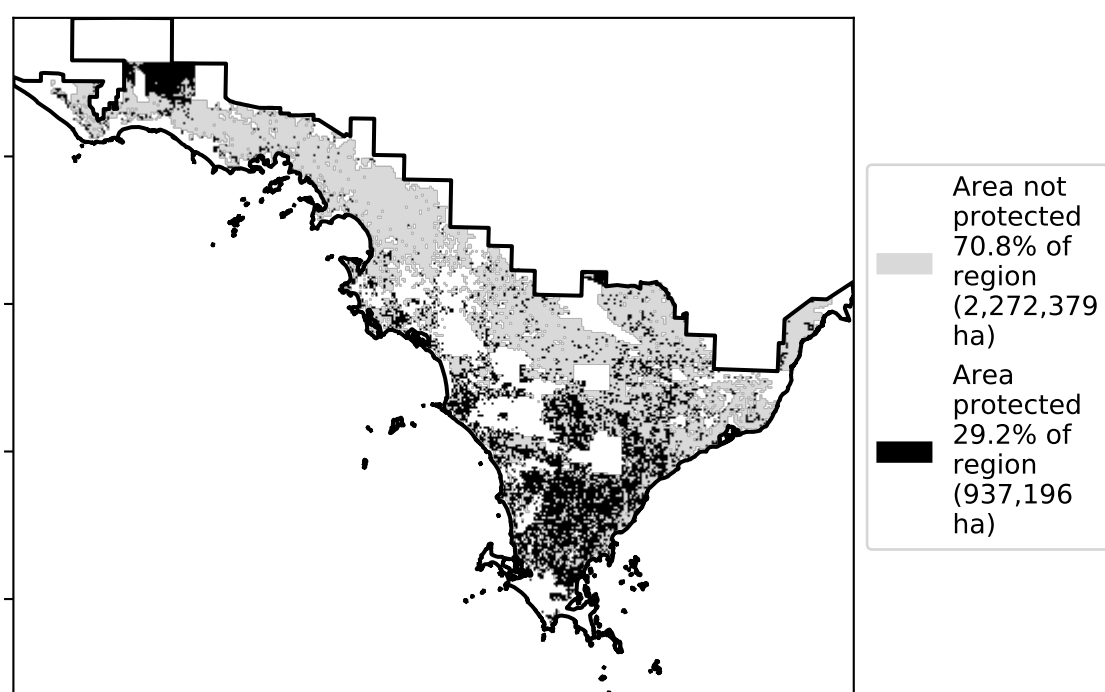 Area not
protected
70.8% of
region
(2,272,379
ha)
Area
protected
29.2% of
region
(937,196
ha)